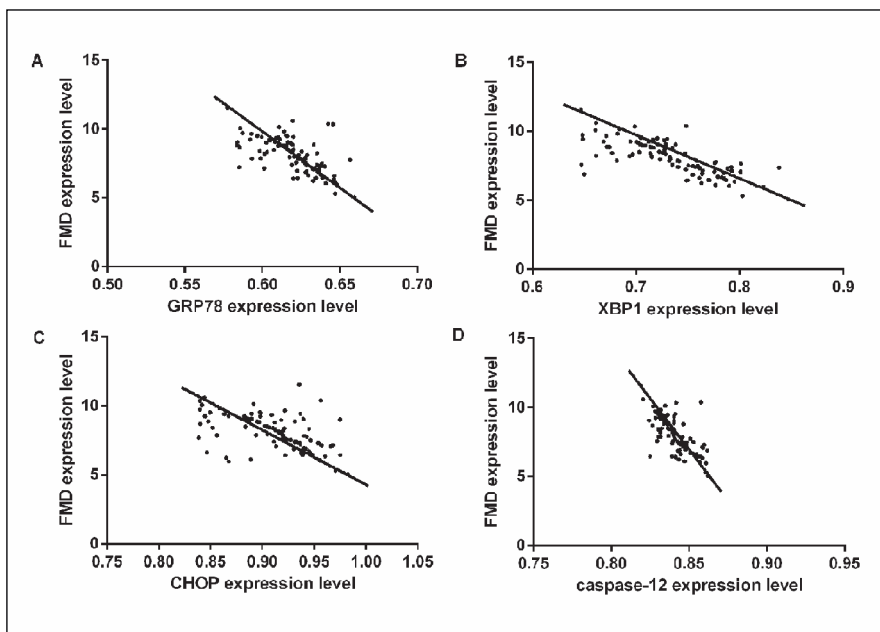 A
FMD expression level
15
10
5
0
0.50 0.55 0.60 0.65 0.70
GRP78 expression level
B
FMD expression level
15
10
5
0
0.6 0.7 0.8 0.9
XBP1 expression level
C
FMD expression level
15
10
5
0
0.75 0.80 0.85 0.90 0.95 1.00 1.05
CHOP expression level
D
FMD expression level
15
10
5
0
0.75 0.80 0.85 0.90 0.95
caspase-12 expression level